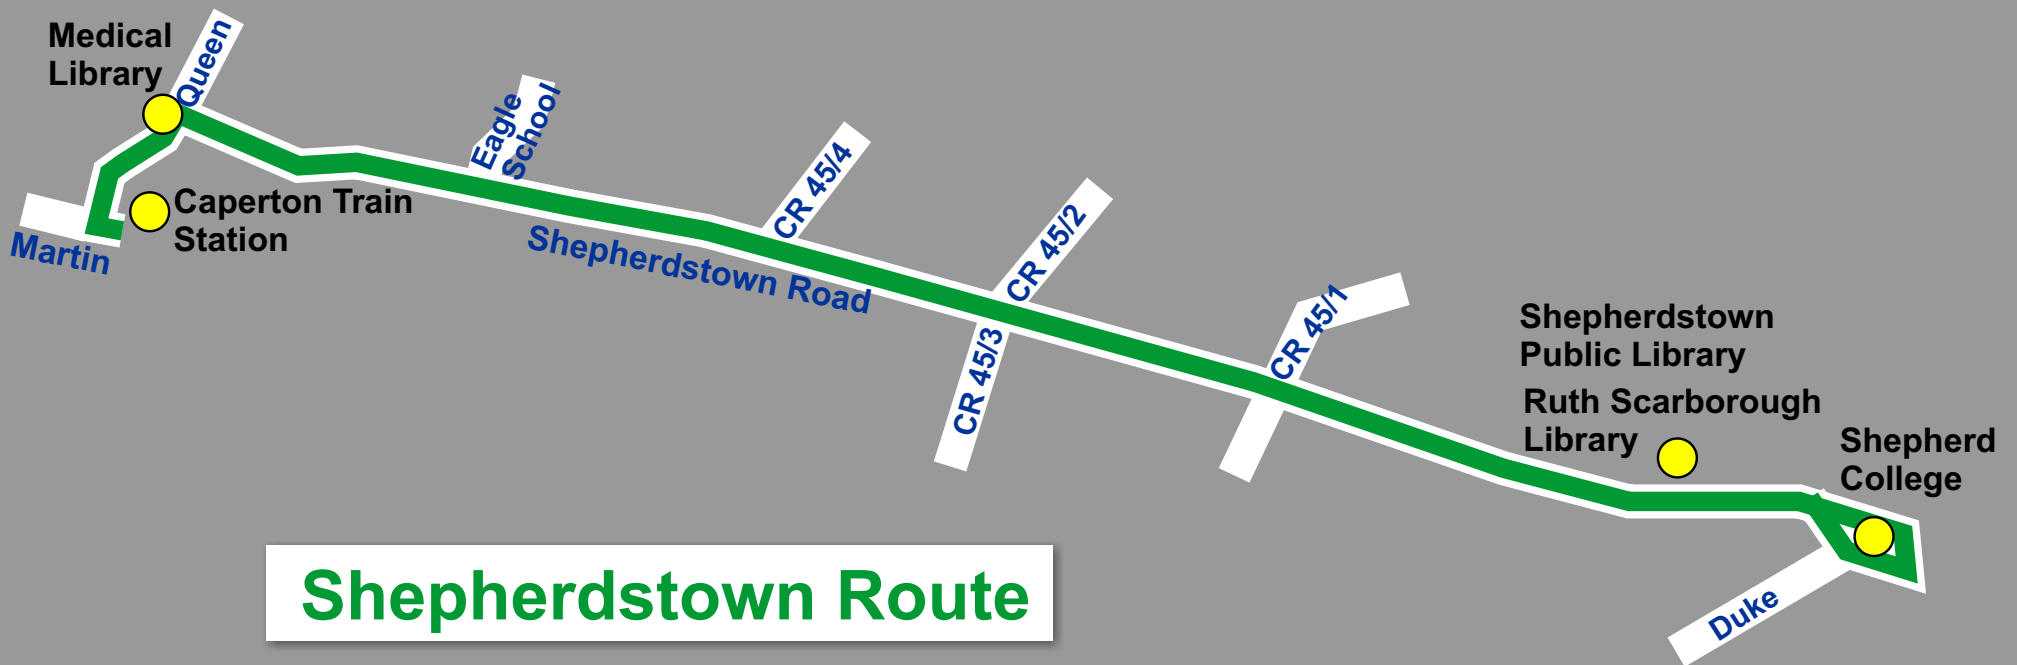 Medical
Library
Queen
Eagle
School
CR 45/4
CR 45/2
Caperton Train
Station
Martin
Shepherdstown Road
CR 45/3
CR 45/1
Shepherdstown
Public Library
Ruth Scarborough
Library
Shepherd
College
Shepherdstown Route
Duke